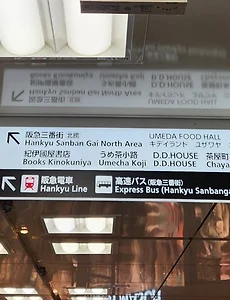 阪急三番街 北館 UMEDA FOOD HALL
Hankyu Sanban Gai North Area キデイランド ユザワヤ
紀伊國屋書店 うめ茶小路 D.D.HOUSE 茶屋町
Books Kinokuniya Umecha Koji D.D.HOUSE Chaya
阪急電車 高速バス(阪急三番街)
Hankyu Line Express Bus (Hankyu Sanbanga